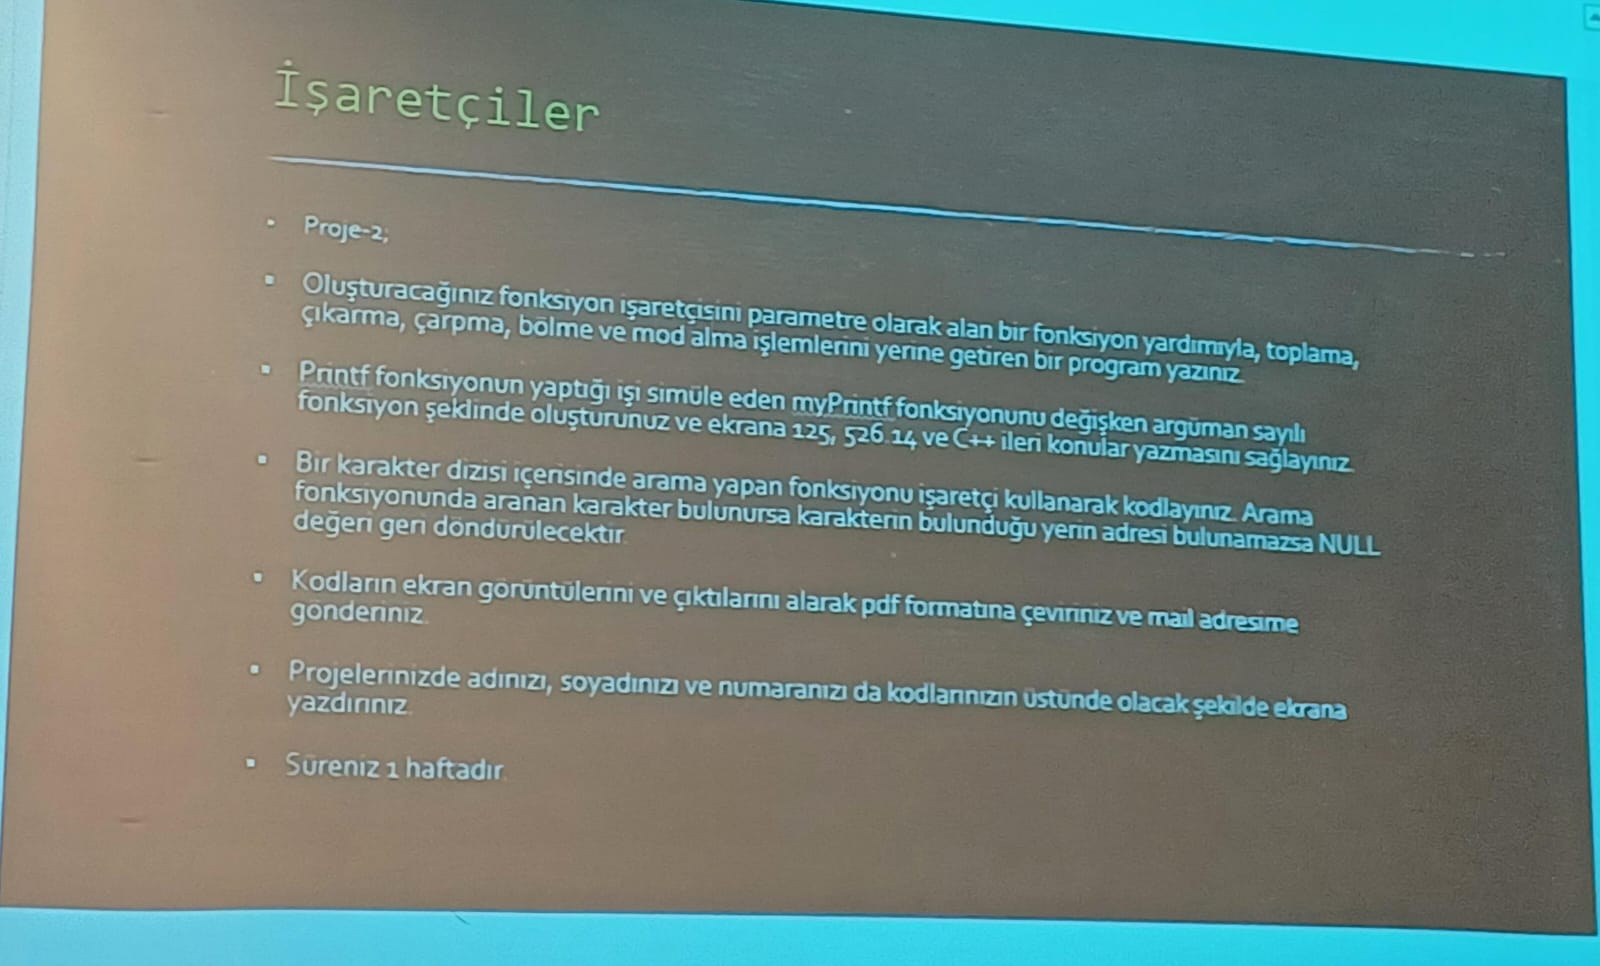 İşaretçiler
Proje-2;
Oluşturacağınız fonksiyon işaretçisini parametre olarak alan bir fonksiyon yardımıyla, toplama,
çıkarma, çarpma, bölme ve mod alma işlemlerini yerine getiren bir program yazınız.
Printf fonksiyonun yaptığı işi simüle eden myPrintf fonksiyonunu değişken argüman sayılı
fonksiyon şeklinde oluşturunuz ve ekrana 125, 526.14 ve C++ ileri konular yazmasını sağlayınız.
Bir karakter dizisi içerisinde arama yapan fonksiyonu işaretçi kullanarak kodlayınız. Arama
fonksiyonunda aranan karakter bulunursa karakterin bulunduğu yerin adresi bulunamazsa NULL
değeri geri döndürülecektir.
Kodların ekran görüntülerini ve çıktılarını alarak pdf formatına çeviriniz ve mail adresime
gönderiniz.
Projelerinizde adınızı, soyadınızı ve numaranızı da kodlarınızın üstünde olacak şekilde ekrana
yazdırınız.
Süreniz 1 haftadır.